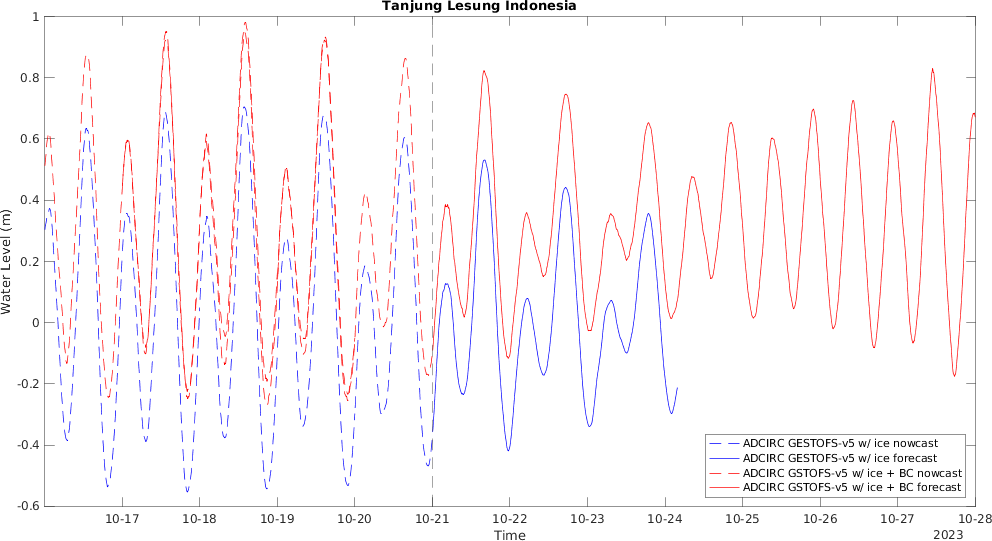 Tanjung Lesung Indonesia
Water Level (m)
1
0.8
0.6
0.4
0.2
0
-0.2
-0.4
-0.6
10-17 10-18 10-19 10-20 10-21 10-22 10-23 10-24 10-25 10-26 10-27 10-28
Time
2023
ADCIRC GESTOFS-v5 w/ ice nowcast
ADCIRC GESTOFS-v5 w/ ice forecast
ADCIRC GSTOFS-v5 w/ ice + BC nowcast
ADCIRC GSTOFS-v5 w/ ice + BC forecast